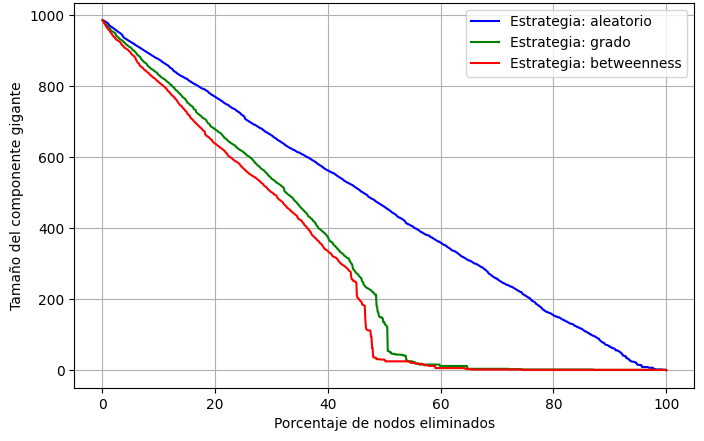 Estrategia: aleatorio
Estrategia: grado
Estrategia: betweenness
Tamaño del componente gigante
1000
800
600
400
200
0
0 20 40 60 80 100
Porcentaje de nodos eliminados